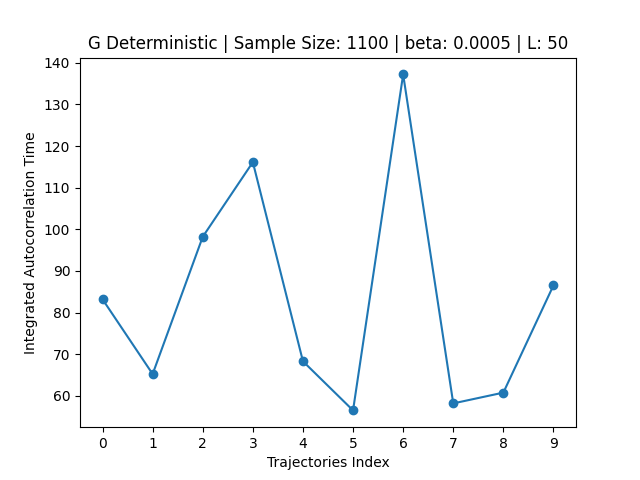 G Deterministic | Sample Size: 1100 | beta: 0.0005 | L: 50
140
130
120
110
100
90
80
70
60
Integrated Autocorrelation Time
0 1 2 3 4 5 6 7 8 9
Trajectories Index